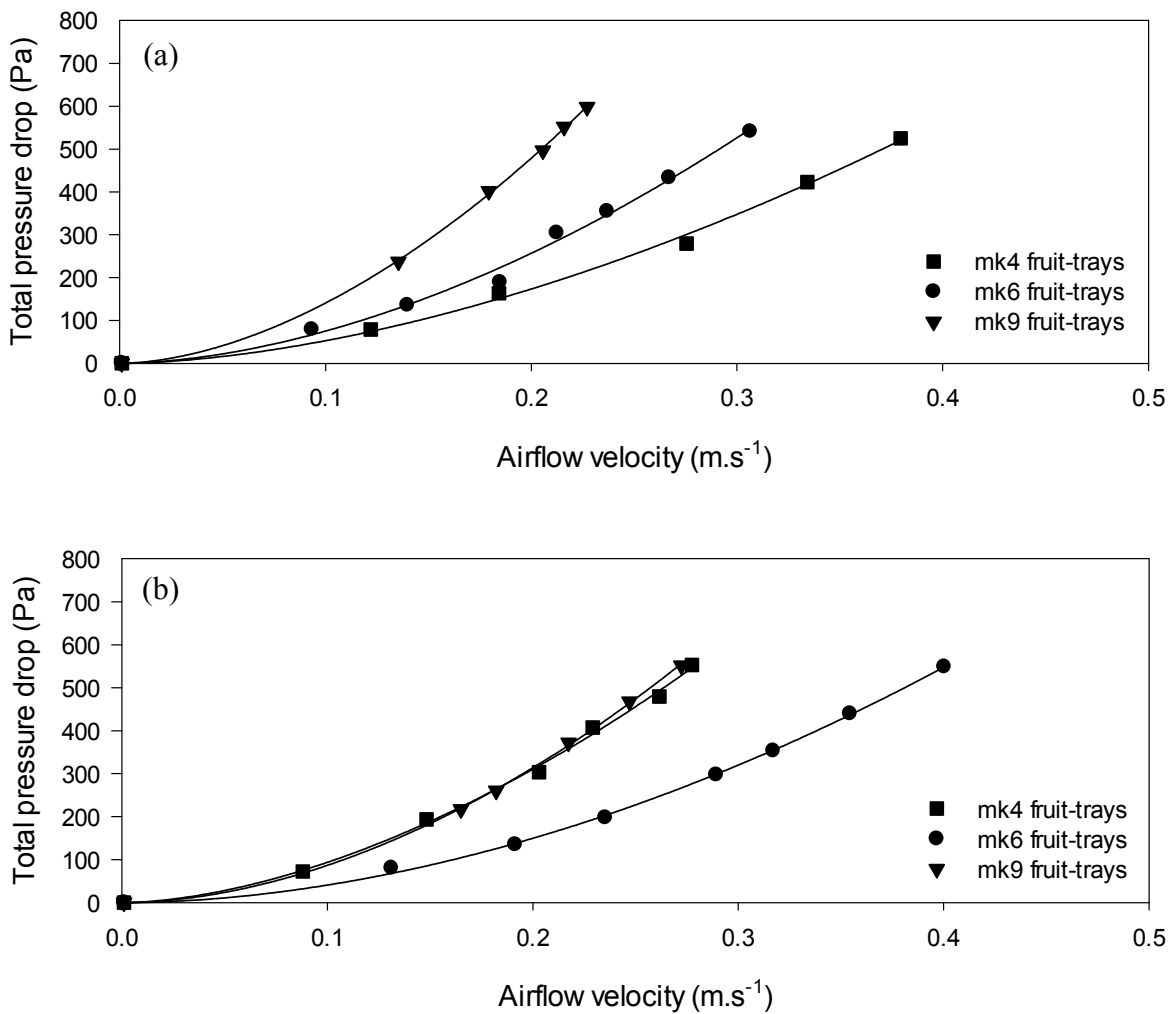 (a)
Total pressure drop (Pa)
800
700
600
500
400
300
200
100
0
mk4 fruit-trays
mk6 fruit-trays
mk9 fruit-trays
0.0 0.1 0.2 0.3 0.4 0.5
Airflow velocity (m.s⁻¹)
(b)
Total pressure drop (Pa)
800
700
600
500
400
300
200
100
0
mk4 fruit-trays
mk6 fruit-trays
mk9 fruit-trays
0.0 0.1 0.2 0.3 0.4 0.5
Airflow velocity (m.s⁻¹)